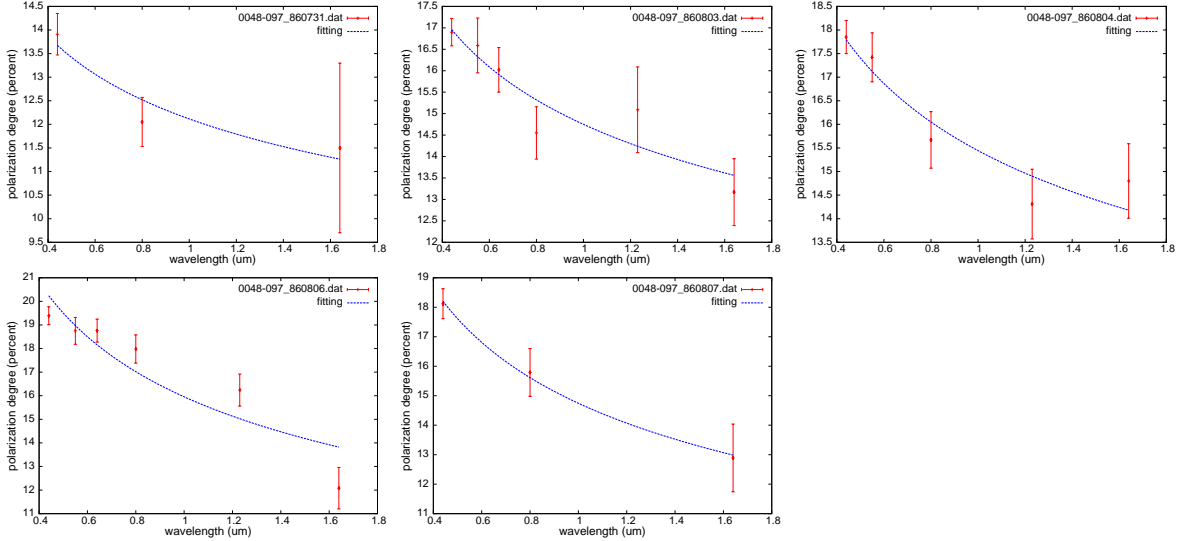 14.5
14
13.5
13
12.5
12
11.5
11
10.5
10
9.5
0.4 0.6 0.8 1 1.2 1.4 1.6 1.8
polarization degree (percent)
wavelength (um)
0048-097_860731.dat
fitting
17.5
17
16.5
16
15.5
15
14.5
14
13.5
13
12.5
12
0.4 0.6 0.8 1 1.2 1.4 1.6 1.8
polarization degree (percent)
wavelength (um)
0048-097_860803.dat
fitting
18.5
18
17.5
17
16.5
16
15.5
15
14.5
14
13.5
0.4 0.6 0.8 1 1.2 1.4 1.6 1.8
polarization degree (percent)
wavelength (um)
0048-097_860804.dat
fitting
21
20
19
18
17
16
15
14
13
12
11
0.4 0.6 0.8 1 1.2 1.4 1.6 1.8
polarization degree (percent)
wavelength (um)
0048-097_860806.dat
fitting
19
18
17
16
15
14
13
12
11
0.4 0.6 0.8 1 1.2 1.4 1.6 1.8
polarization degree (percent)
wavelength (um)
0048-097_860807.dat
fitting